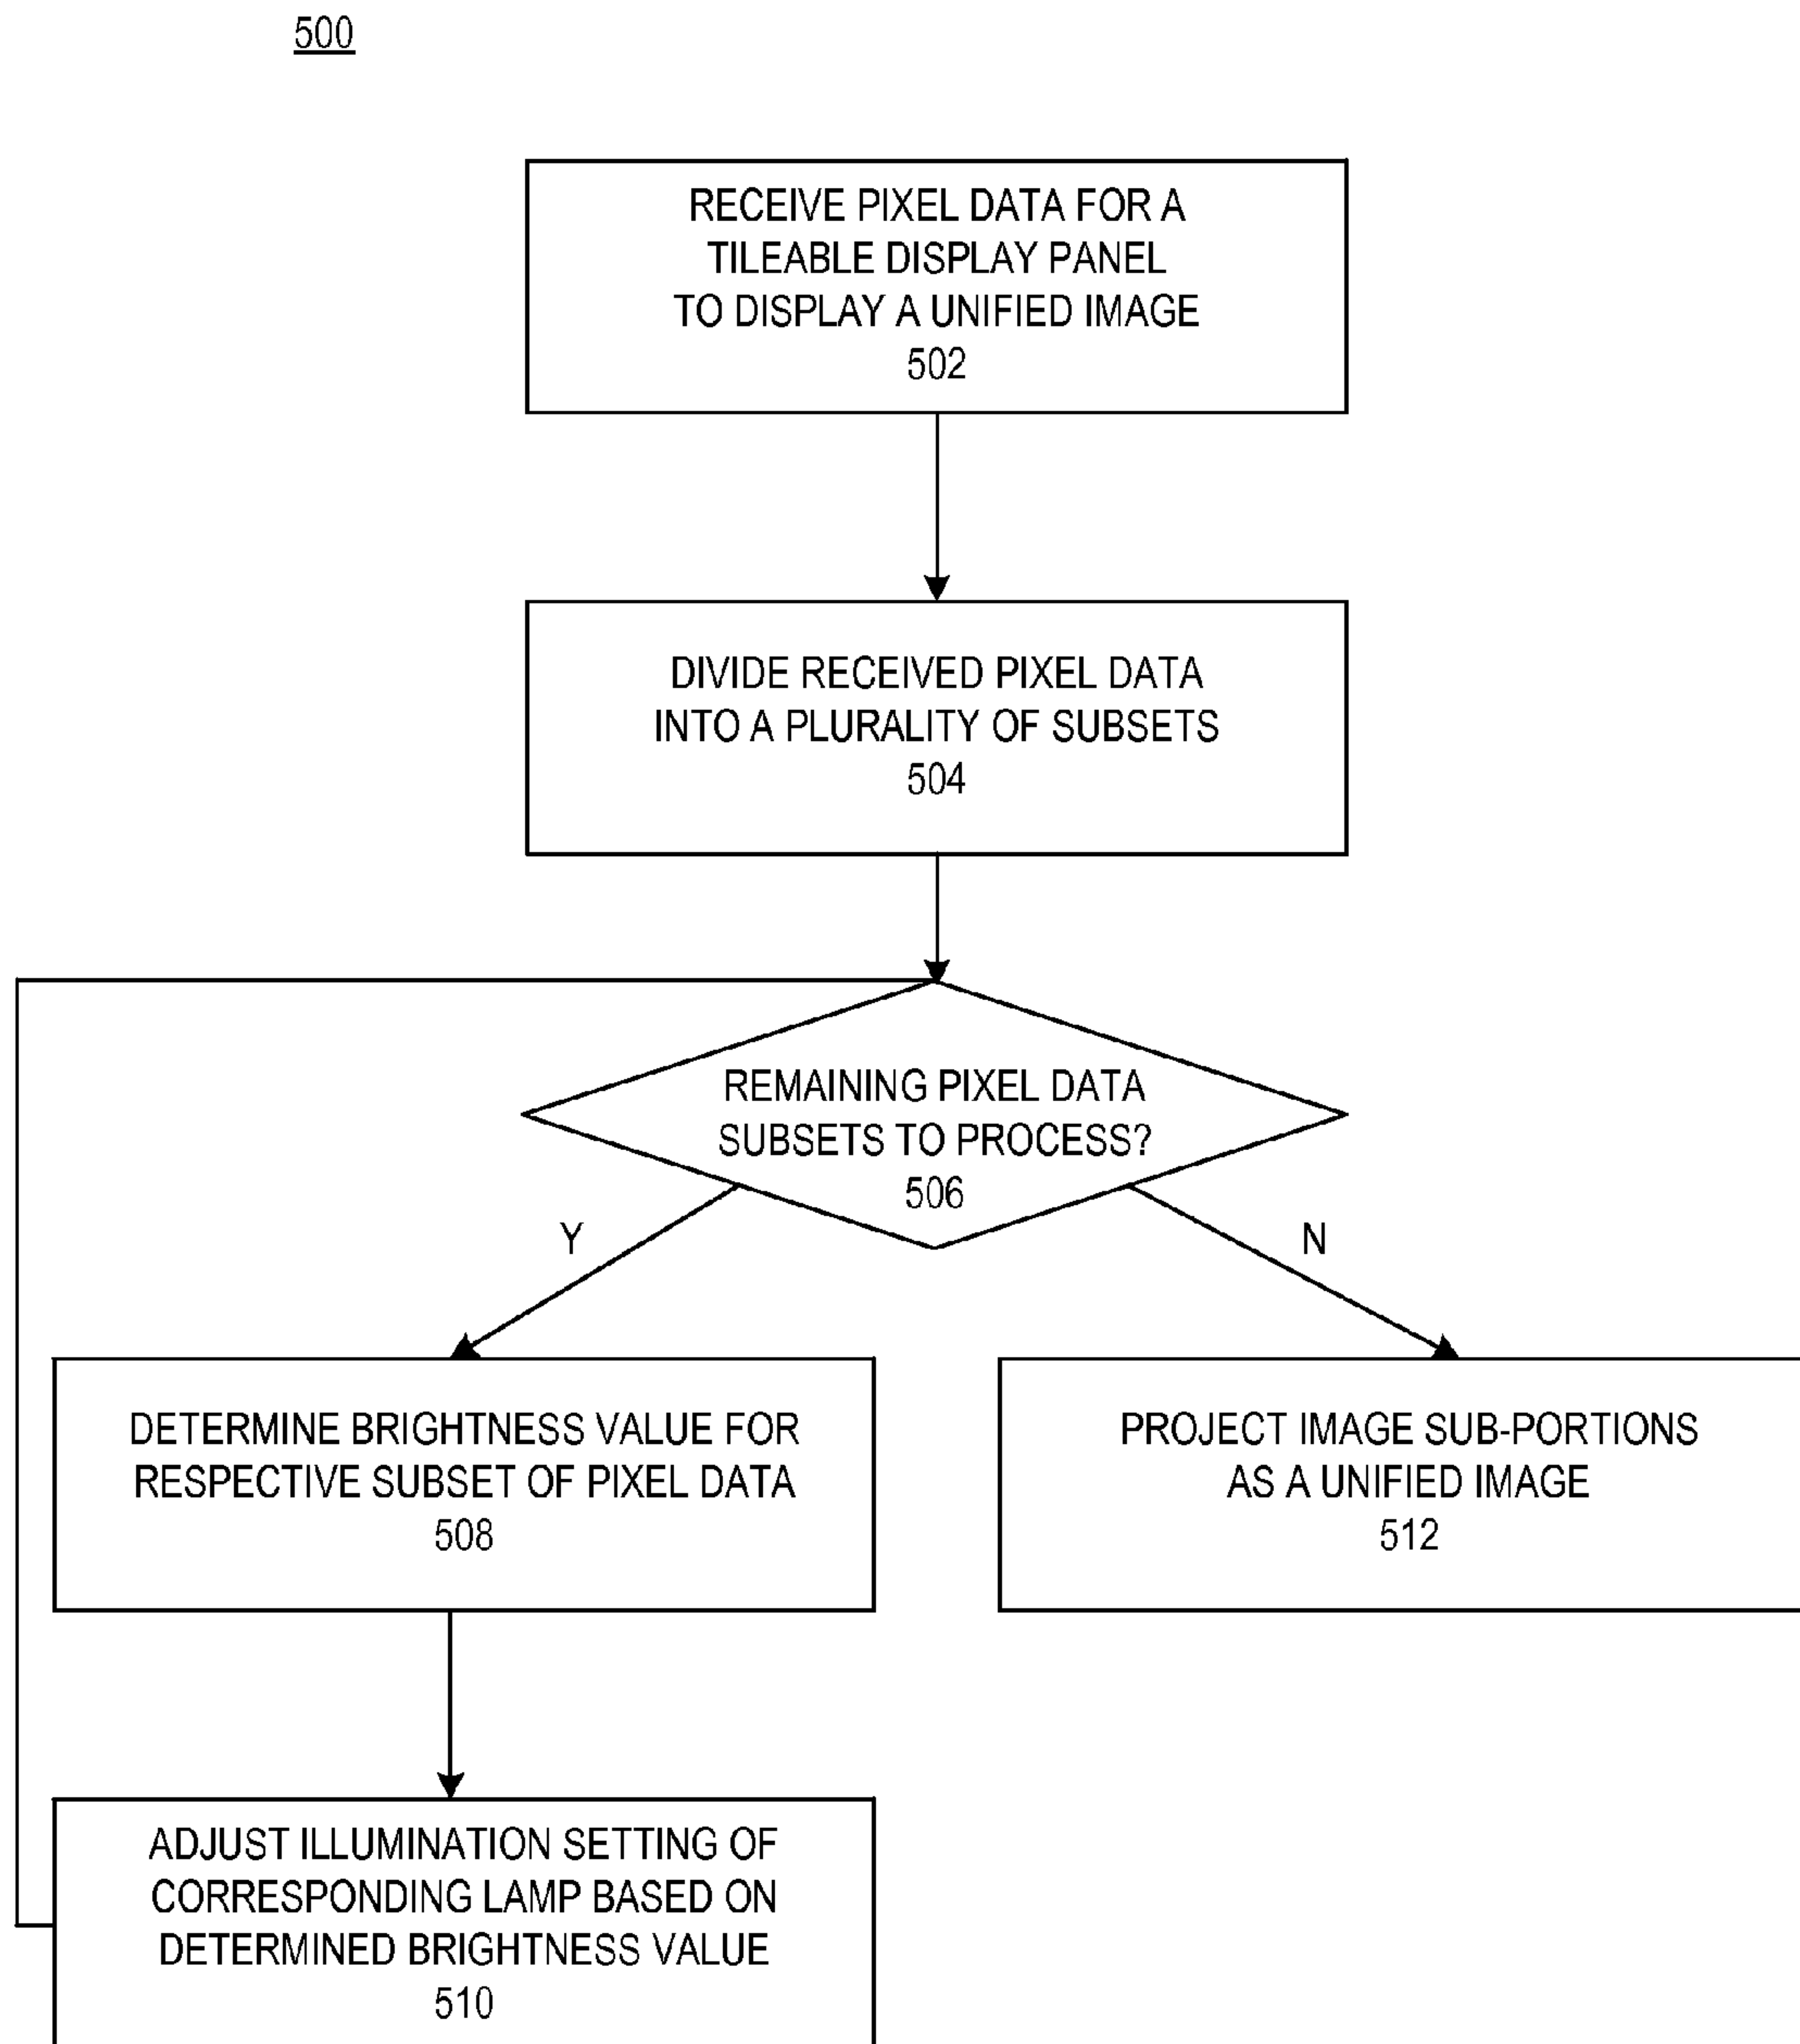 500
RECEIVE PIXEL DATA FOR A
TILEABLE DISPLAY PANEL
TO DISPLAY A UNIFIED IMAGE
502
DIVIDE RECEIVED PIXEL DATA
INTO A PLURALITY OF SUBSETS
504
REMAINING PIXEL DATA
SUBSETS TO PROCESS?
506
Y
N
DETERMINE BRIGHTNESS VALUE FOR
RESPECTIVE SUBSET OF PIXEL DATA
508
PROJECT IMAGE SUB-PORTIONS
AS A UNIFIED IMAGE
512
ADJUST ILLUMINATION SETTING OF
CORRESPONDING LAMP BASED ON
DETERMINED BRIGHTNESS VALUE
510